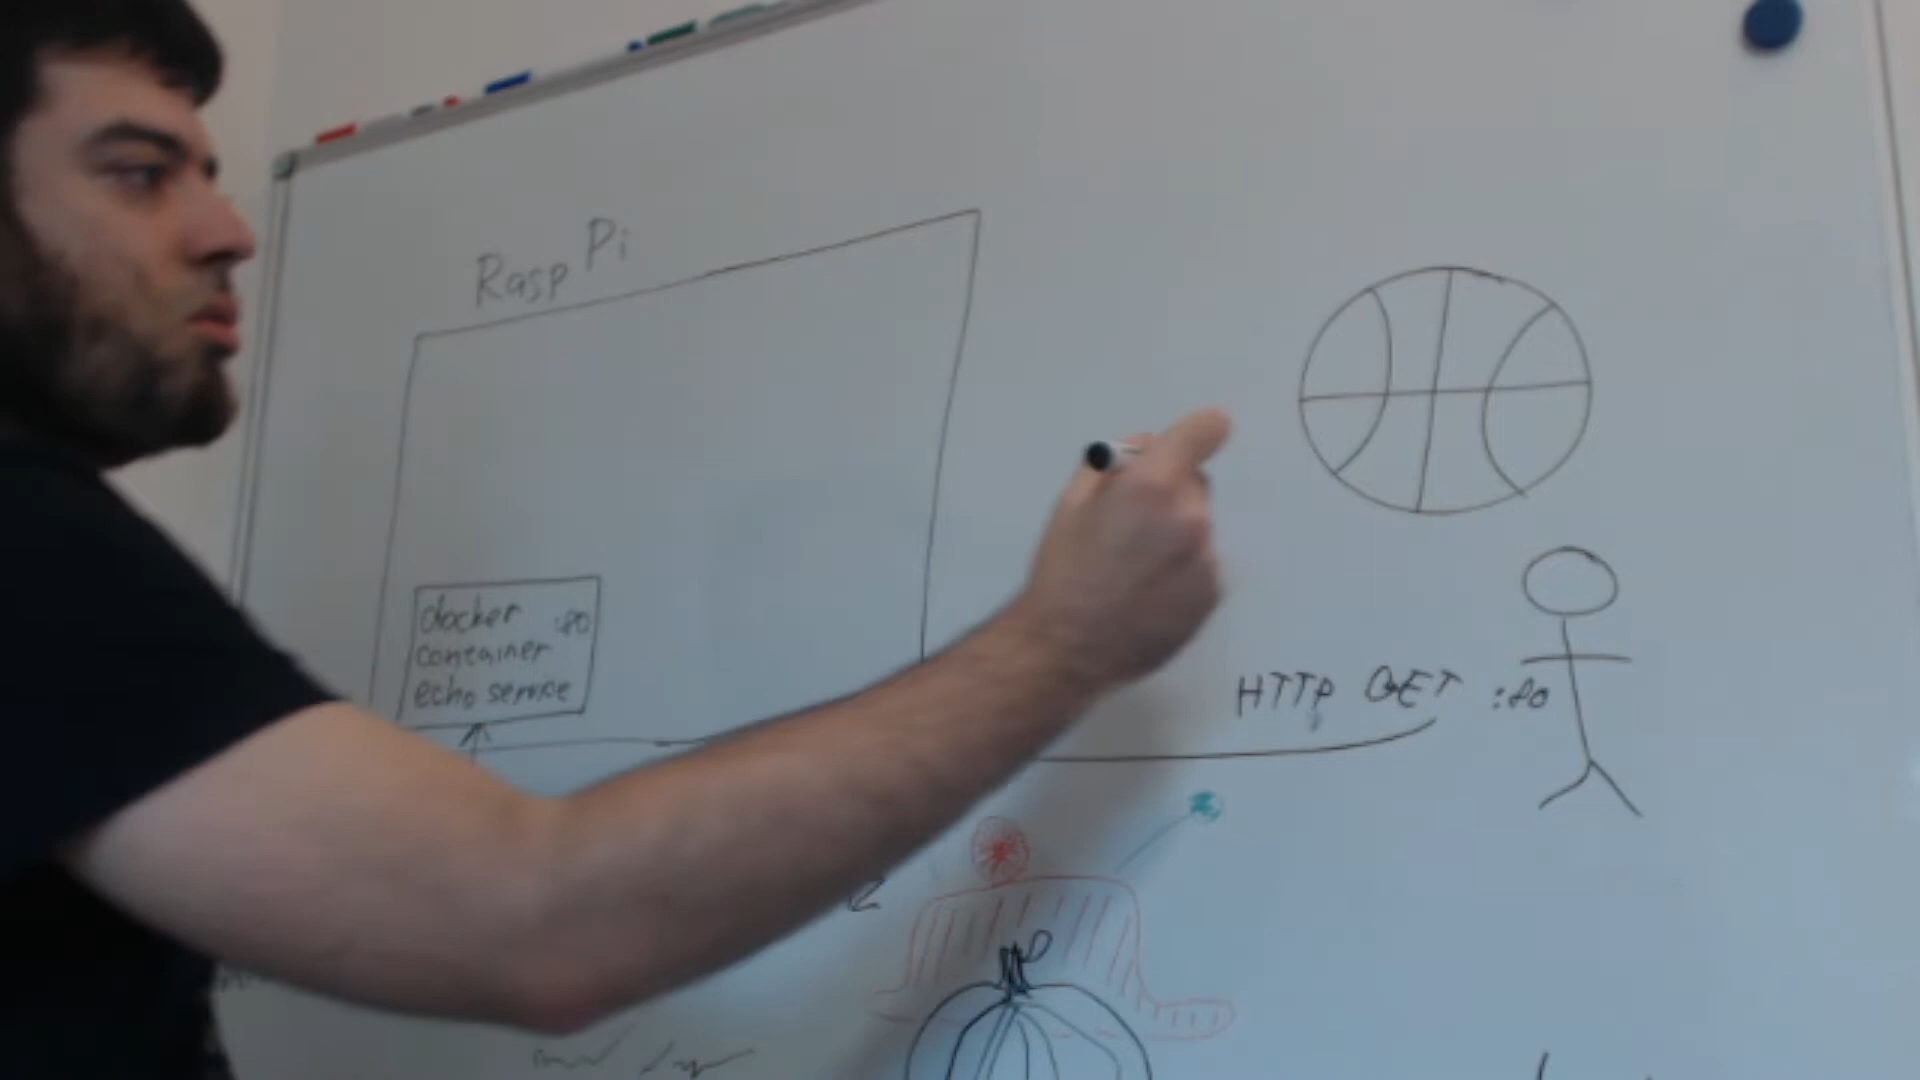 Rasp Pi
docker :80
container
echo service
HTTP GET :80